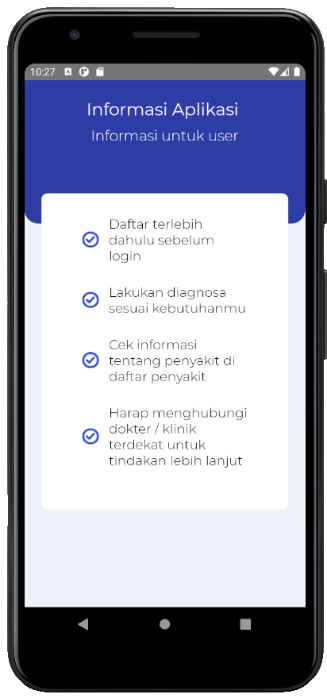 10:27
Informasi Aplikasi
Informasi untuk user
Daftar terlebih
dahulu sebelum
login
Lakukan diagnosa
sesuai kebutuhanmu
Cek informasi
tentang penyakit di
daftar penyakit
Harap menghubungi
dokter / klinik
terdekat untuk
tindakan lebih lanjut